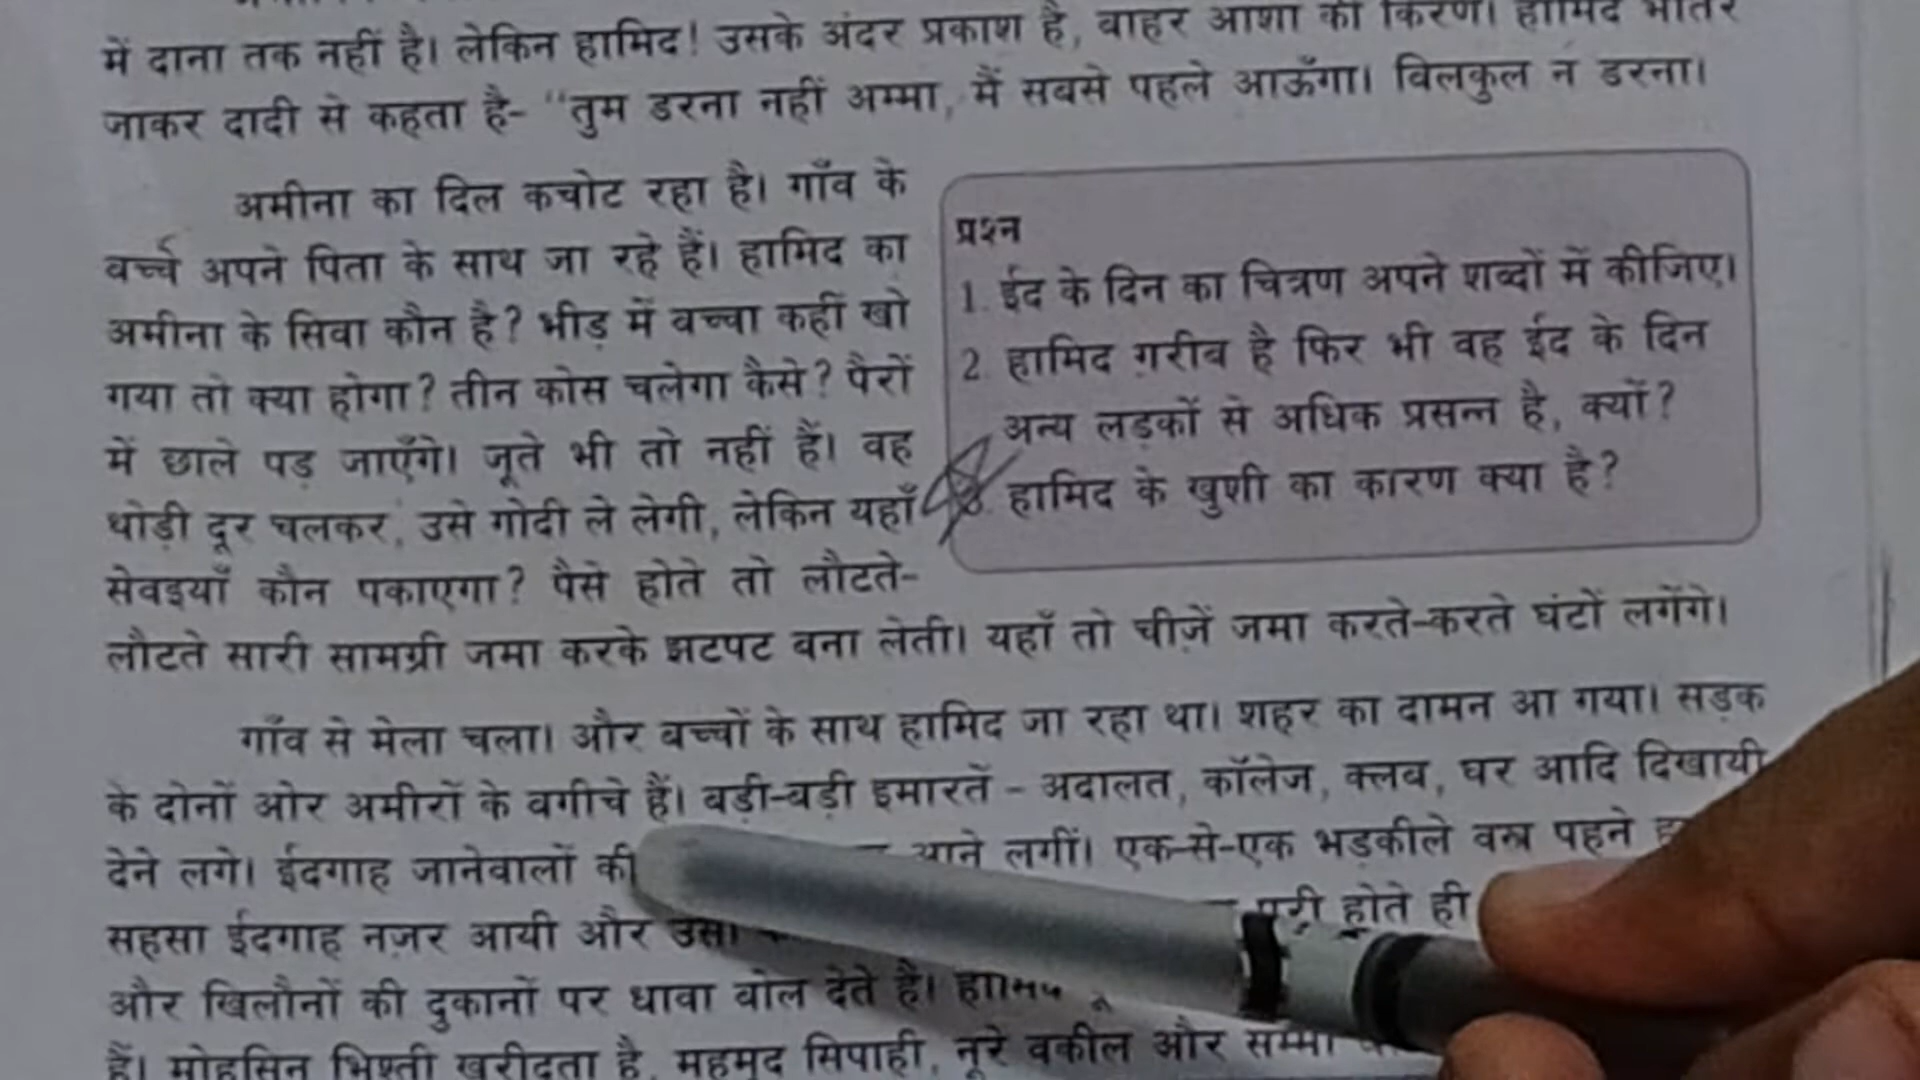 में दाना तक नहीं है। लेकिन हामिद! उसके अंदर प्रकाश है, बाहर आशा की किरण। हामिद भीतर
जाकर दादी से कहता है- "तुम डरना नहीं अम्मा, मैं सबसे पहले आऊँगा। बिलकुल न डरना।
अमीना का दिल कचोट रहा है। गाँव के
बच्चे अपने पिता के साथ जा रहे हैं। हामिद का
अमीना के सिवा कौन है? भीड़ में बच्चा कहीं खो
गया तो क्या होगा? तीन कोस चलेगा कैसे? पैरों
में छाले पड़ जाएँगे। जूते भी तो नहीं हैं। वह
थोड़ी दूर चलकर, उसे गोदी ले लेगी, लेकिन यहाँ
सेवइयाँ कौन पकाएगा? पैसे होते तो लौटते-
लौटते सारी सामग्री जमा करके झटपट बना लेती। यहाँ तो चीज़ें जमा करते-करते घंटों लगेंगे।
प्रश्न
1. ईद के दिन का चित्रण अपने शब्दों में कीजिए।
2. हामिद ग़रीब है फिर भी वह ईद के दिन
अन्य लड़कों से अधिक प्रसन्न है, क्यों?
3. हामिद के खुशी का कारण क्या है?
गाँव से मेला चला। और बच्चों के साथ हामिद जा रहा था। शहर का दामन आ गया। सड़क
के दोनों ओर अमीरों के बगीचे हैं। बड़ी-बड़ी इमारतें - अदालत, कॉलेज, क्लब, घर आदि दिखायी
देने लगे। ईदगाह जानेवालों की आने लगीं। एक-से-एक भड़कीले वस्त्र पहने
सहसा ईदगाह नज़र आयी और पूरी होते ही
और खिलौनों की दुकानों पर धावा बोल देते हैं।
हैं। मोहसिन भिश्ती खरीदता है, महमूद सिपाही, नूरे वकील और सम्मी